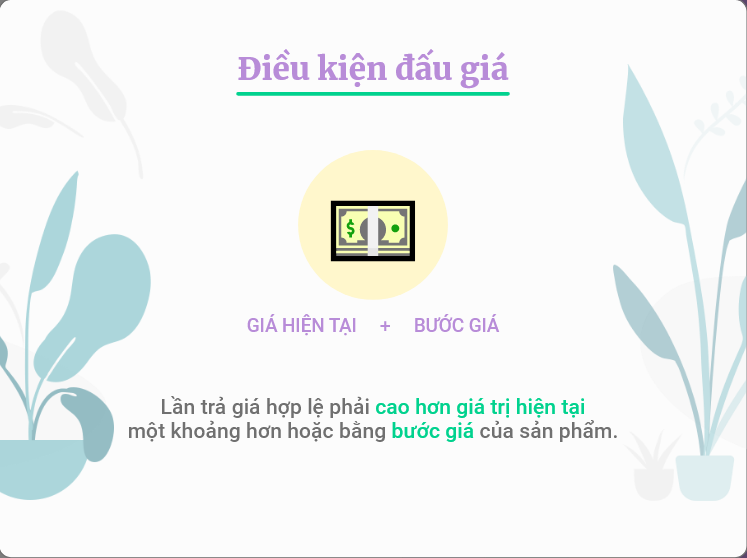 Điều kiện đấu giá
$
GIÁ HIỆN TẠI + BƯỚC GIÁ
Lần trả giá hợp lệ phải cao hơn giá trị hiện tại
một khoảng hơn hoặc bằng bước giá của sản phẩm.